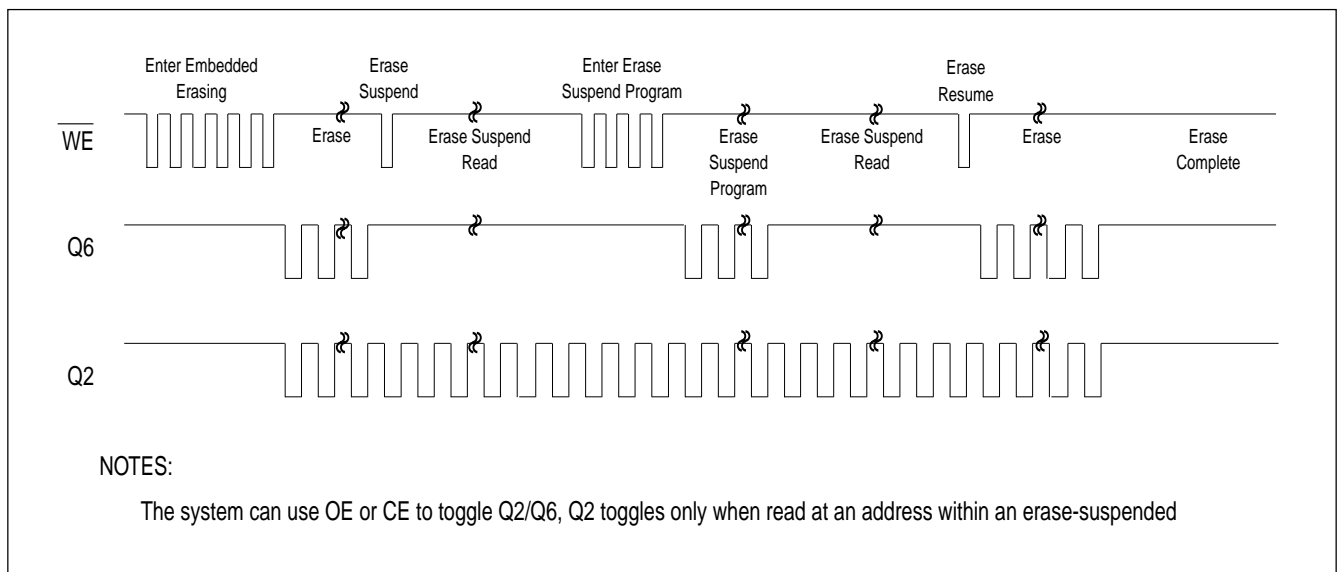 Enter Embedded
Erasing
Erase
Suspend
Enter Erase
Suspend Program
Erase
Resume
WE
Erase
Erase Suspend
Read
Erase
Suspend
Program
Erase Suspend
Read
Erase
Erase
Complete
Q6
Q2
NOTES:
The system can use OE or CE to toggle Q2/Q6, Q2 toggles only when read at an address within an erase-suspended